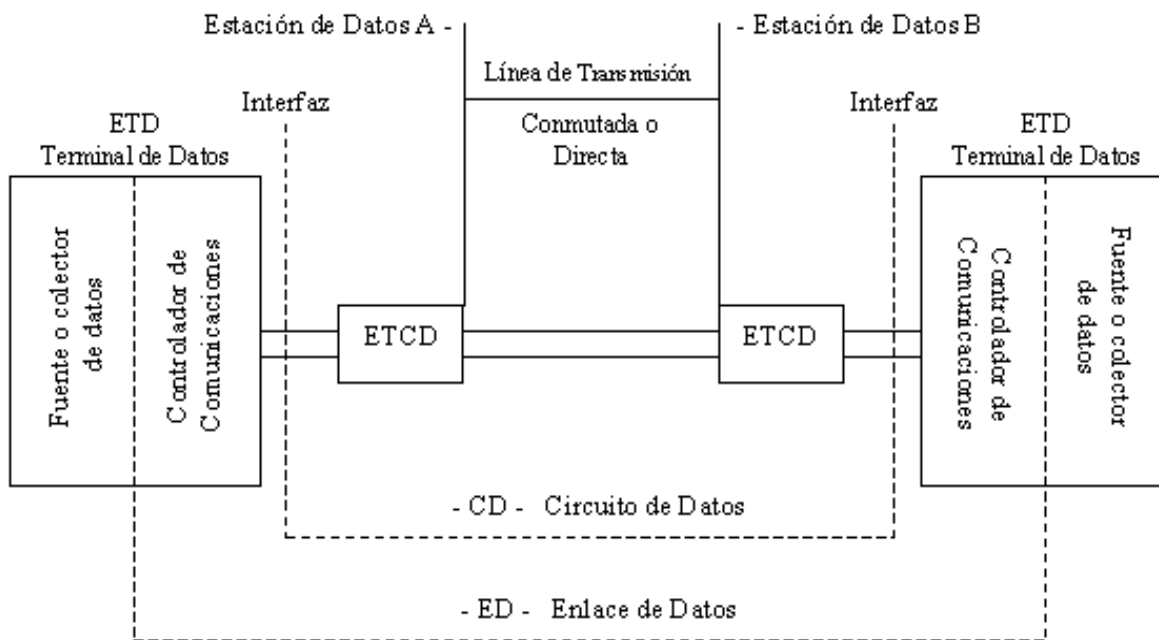 Estación de Datos A -
- Estación de Datos B
Línea de Transmisión
Conmutada o
Directa
Interfaz
Interfaz
ETD
Terminal de Datos
ETD
Terminal de Datos
Fuente o colector
de datos
Controlador de
Comunicaciones
ETCD
ETCD
Controlador de
Comunicaciones
Fuente o colector
de datos
- CD - Circuito de Datos
- ED - Enlace de Datos